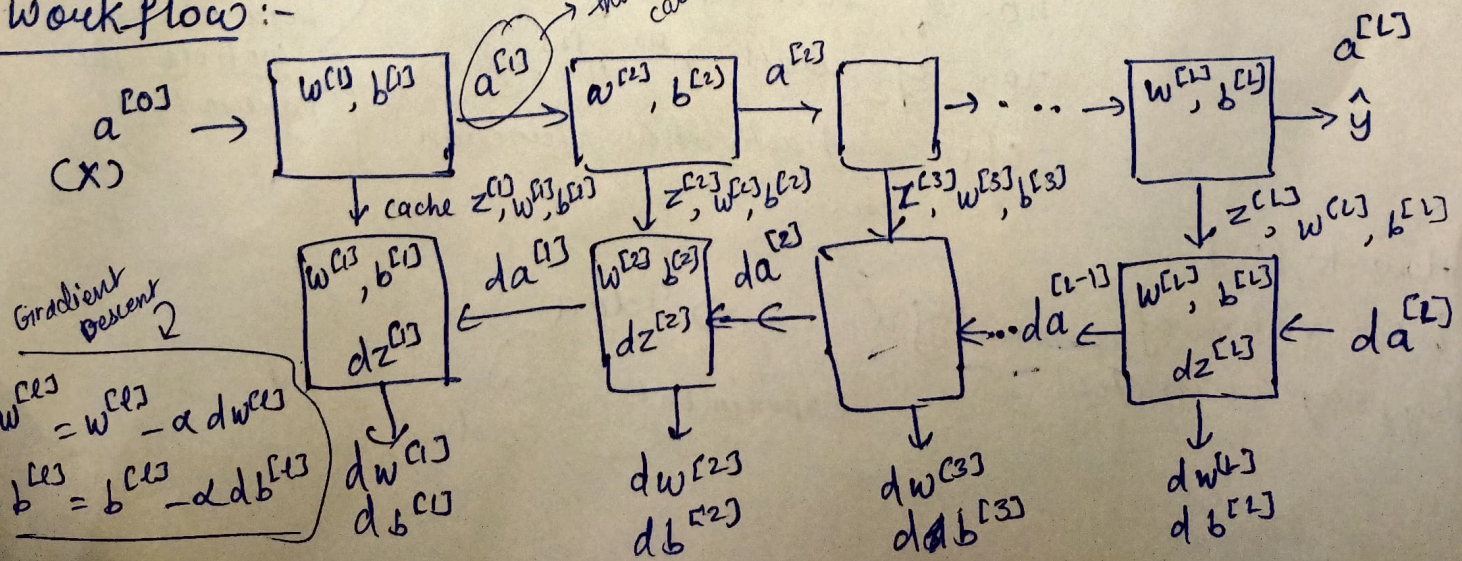 Workflow :-
a[0]
(X)
w[1], b[1]
a[1]
w[2], b[2]
a[2]
w[L], b[L]
a[L]
ŷ
cache z[1], w[1], b[1]
z[2], w[2], b[2]
z[3], w[3], b[3]
z[L], w[L], b[L]
w[1], b[1]
dz[1]
da[1]
w[2] b[2]
dz[2]
da[2]
da[L-1]
w[L], b[L]
dz[L]
da[L]
Gradient
Descent
w[l] = w[l] - α dw[l]
b[l] = b[l] - α db[l]
dw[1]
db[1]
dw[2]
db[2]
dw[3]
db[3]
dw[L]
db[L]